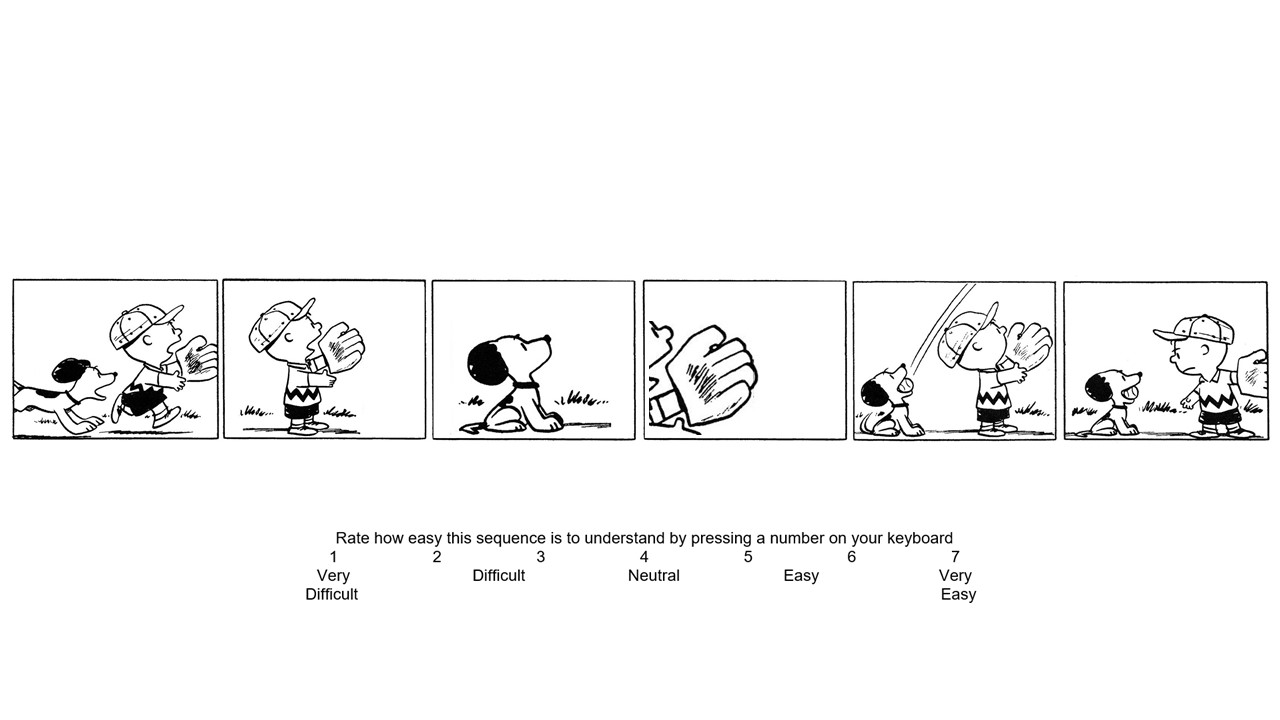 Rate how easy this sequence is to understand by pressing a number on your keyboard
1 2 3 4 5 6 7
Very Difficult Neutral Easy Very
Difficult Easy